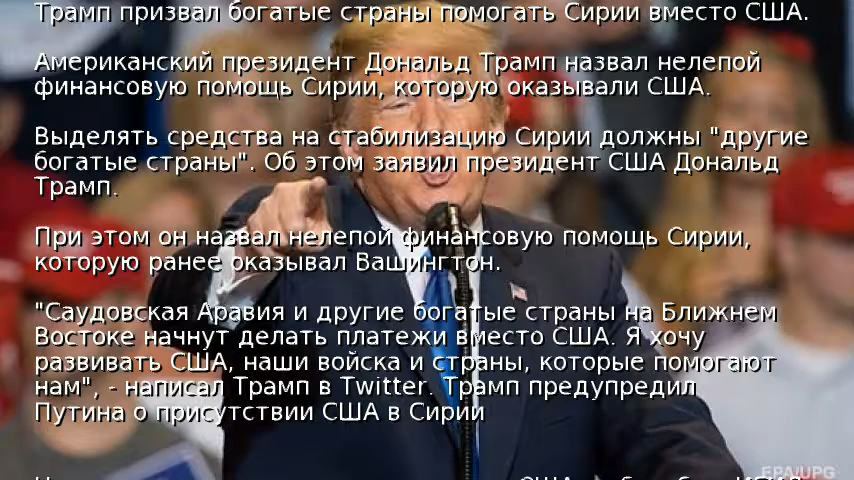 Трамп призвал богатые страны помогать Сирии вместо США.
Американский президент Дональд Трамп назвал нелепой
финансовую помощь Сирии, которую оказывали США.
Выделять средства на стабилизацию Сирии должны "другие
богатые страны". Об этом заявил президент США Дональд
Трамп.
При этом он назвал нелепой финансовую помощь Сирии,
которую ранее оказывал Вашингтон.
"Саудовская Аравия и другие богатые страны на Ближнем
Востоке начнут делать платежи вместо США. Я хочу
развивать США, наши войска и страны, которые помогают
нам", - написал Трамп в Twitter. Трамп предупредил
Путина о присутствии США в Сирии
EPA/UPG